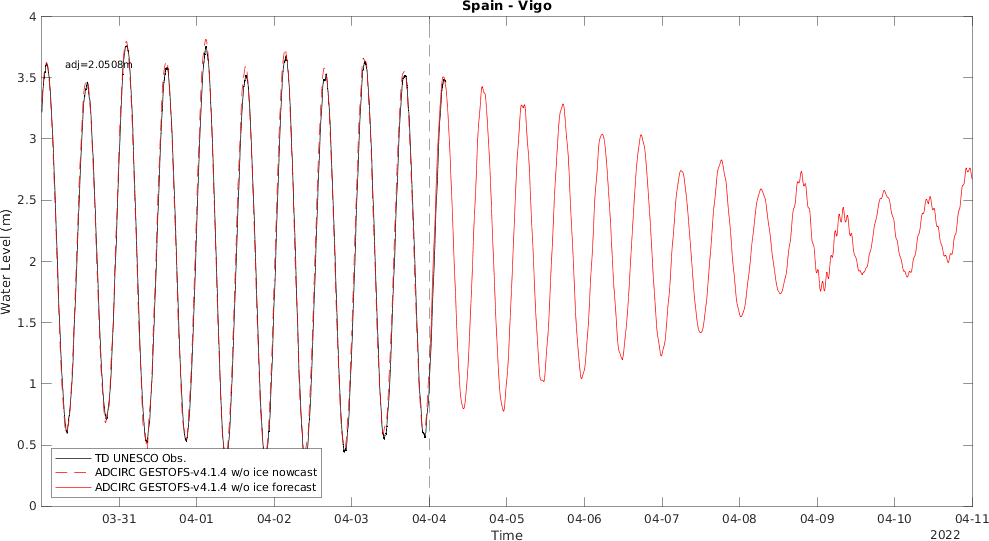 Spain - Vigo
adj=2.0508m
4
3.5
3
2.5
2
1.5
1
0.5
0
Water Level (m)
TD UNESCO Obs.
ADCIRC GESTOFS-v4.1.4 w/o ice nowcast
ADCIRC GESTOFS-v4.1.4 w/o ice forecast
03-31 04-01 04-02 04-03 04-04 04-05 04-06 04-07 04-08 04-09 04-10 04-11
Time
2022